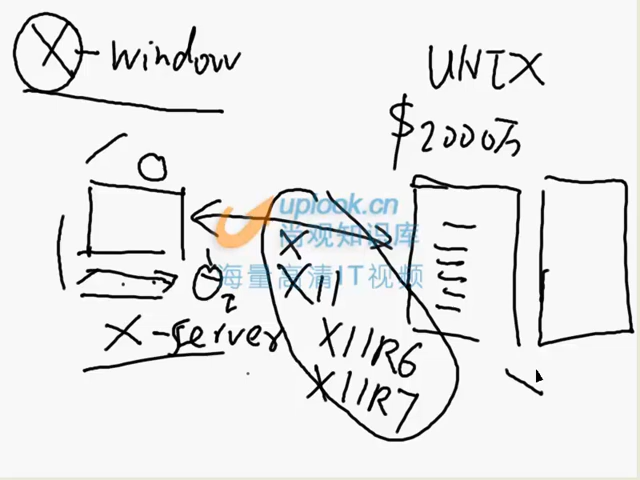 X-window
UNIX
$2000万
uplook.cn
尚观知识库
海量高清IT视频
X
X11
X-server
X11R6
X11R7